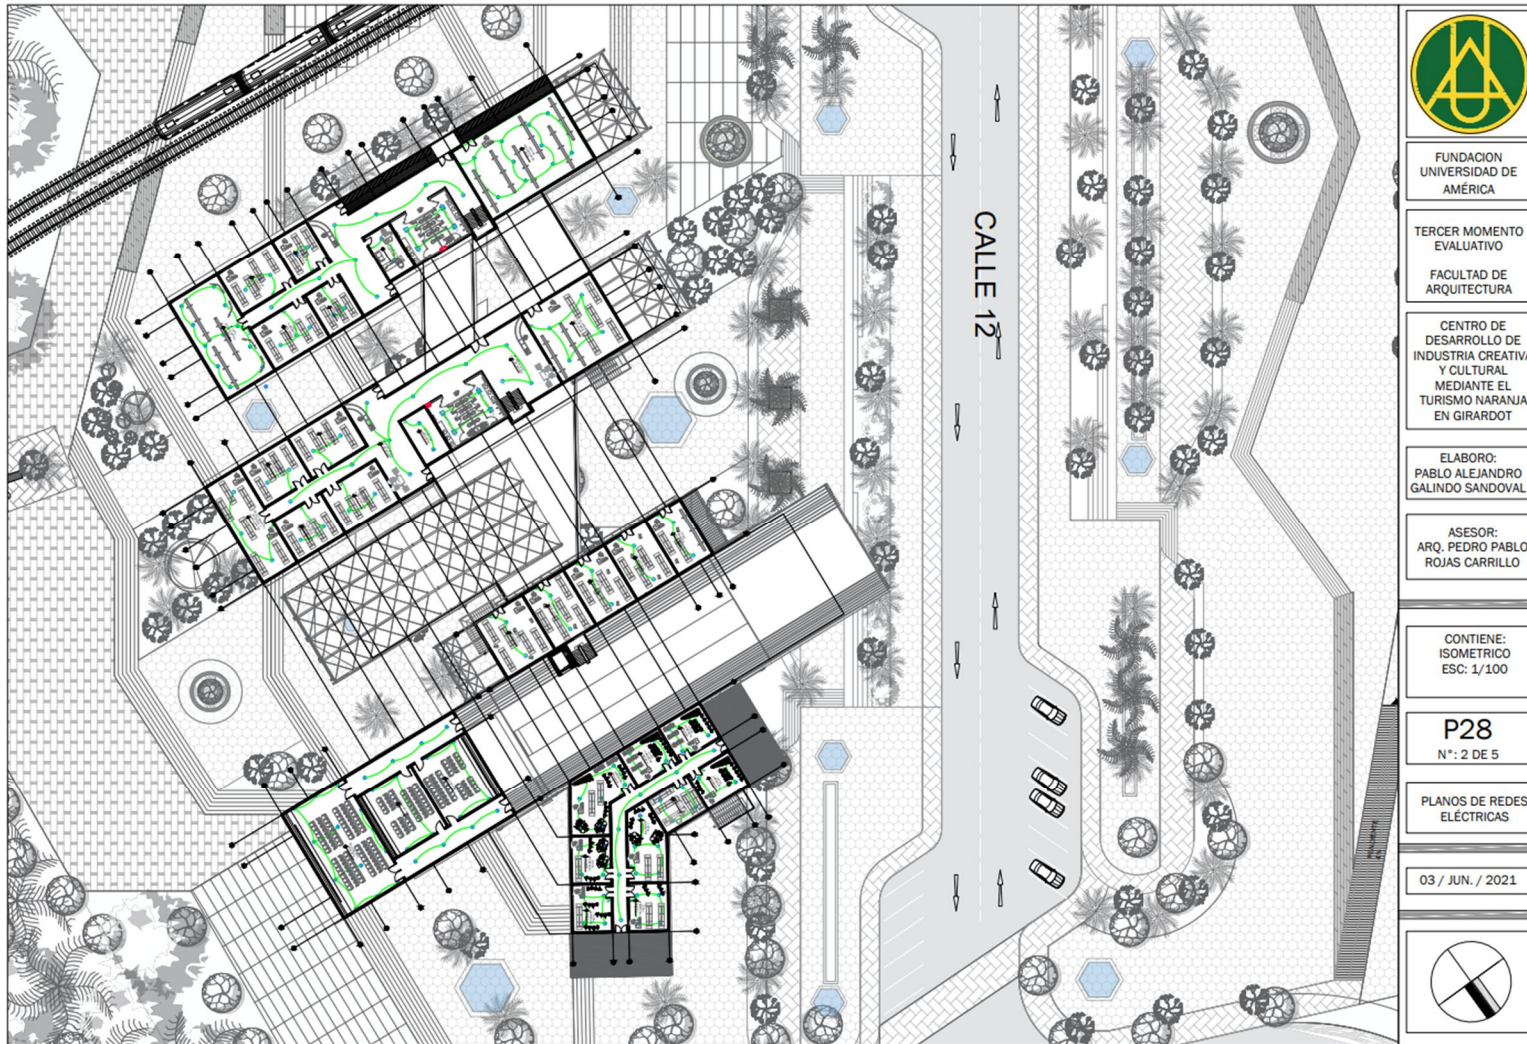 CALLE 12
FUNDACION
UNIVERSIDAD DE
AMÉRICA
TERCER MOMENTO
EVALUATIVO
FACULTAD DE
ARQUITECTURA
CENTRO DE
DESARROLLO DE
INDUSTRIA CREATIVA
Y CULTURAL
MEDIANTE EL
TURISMO NARANJA
EN GIRARDOT
ELABORO:
PABLO ALEJANDRO
GALINDO SANDOVAL
ASESOR:
ARQ. PEDRO PABLO
ROJAS CARRILLO
CONTIENE:
ISOMETRICO
ESC: 1/100
P28
N°: 2 DE 5
PLANOS DE REDES
ELÉCTRICAS
03 / JUN. / 2021